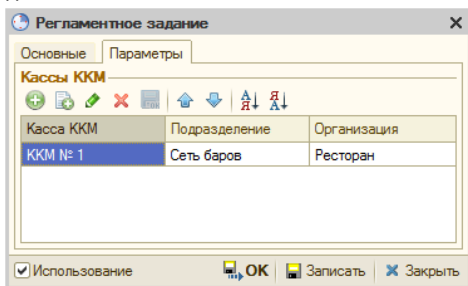 Регламентное задание
Основные Параметры
Кассы ККМ
Касса ККМ Подразделение Организация
ККМ № 1 Сеть баров Ресторан
Использование OK Записать Закрыть